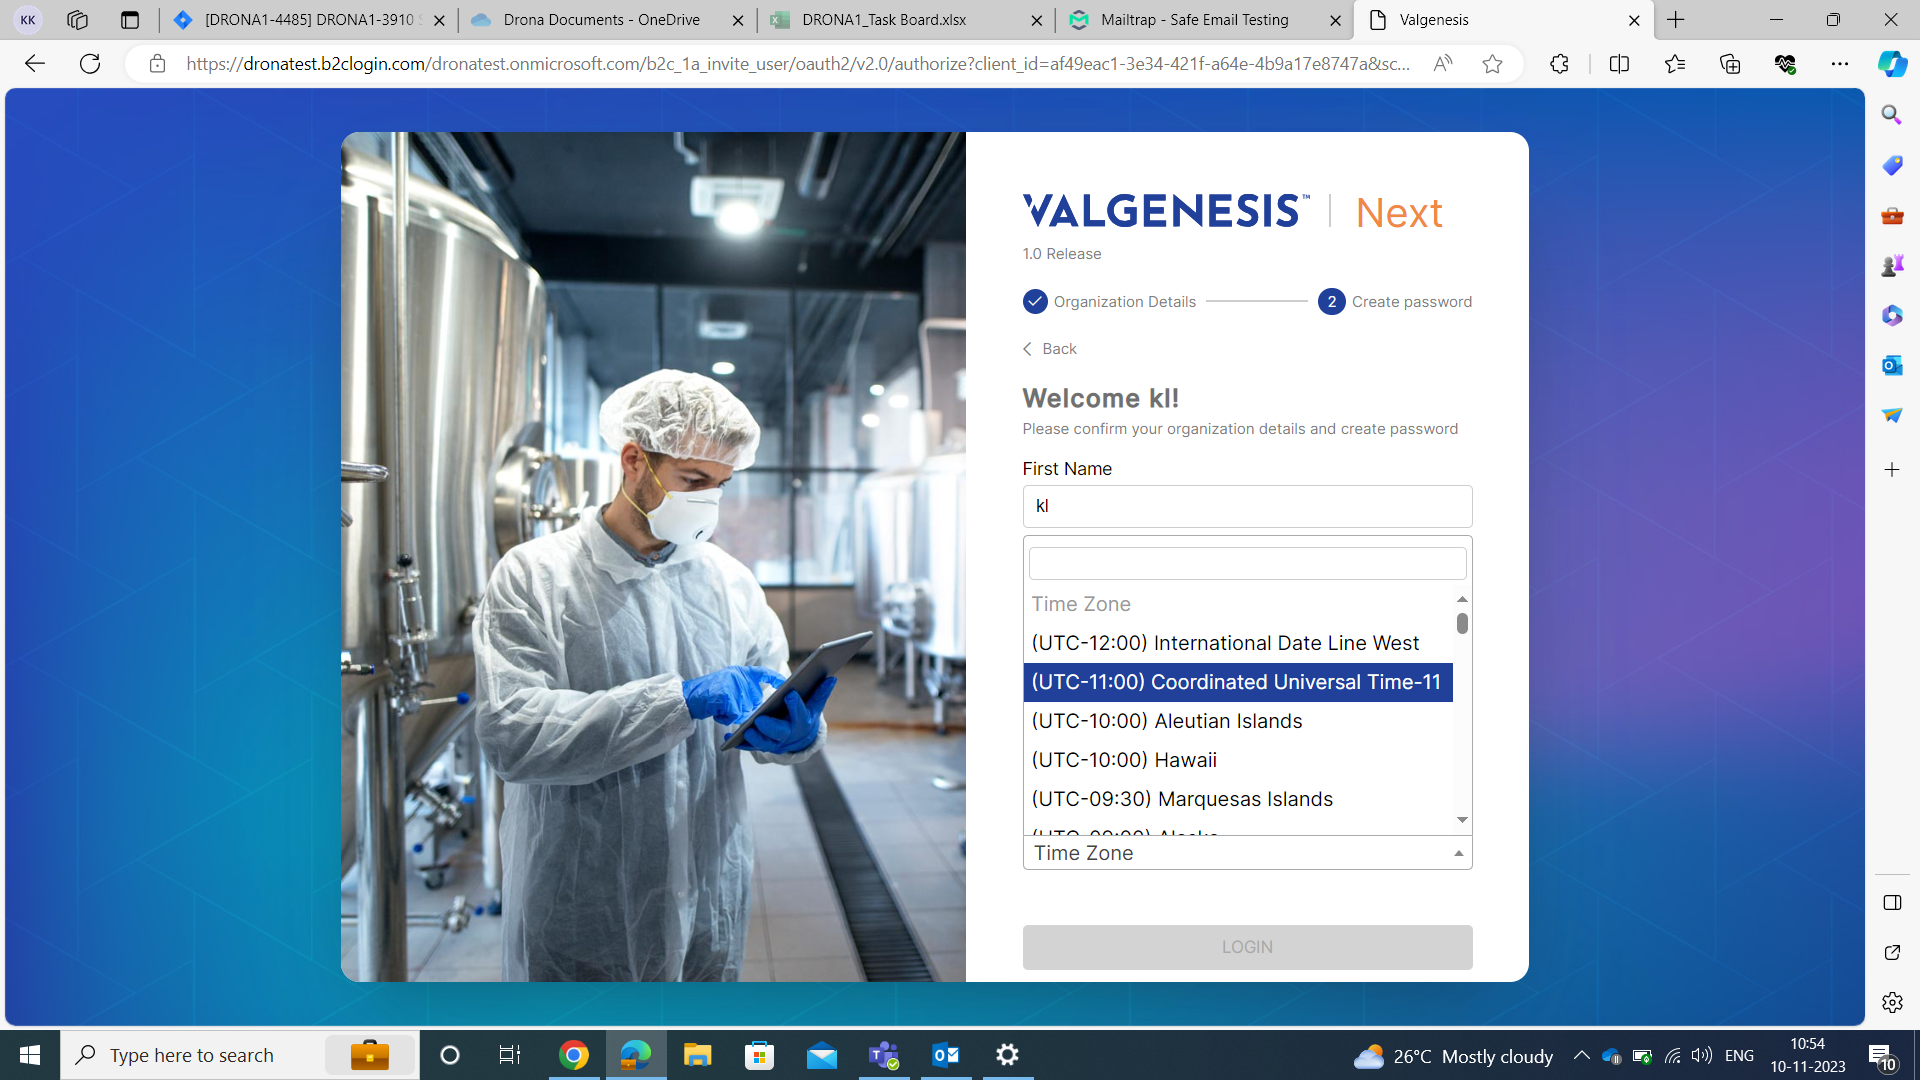 KK
[DRONA1-4485] DRONA1-3910 S
Drona Documents - OneDrive
DRONA1_Task Board.xlsx
Mailtrap - Safe Email Testing
Valgenesis
https://dronatest.b2clogin.com/dronatest.onmicrosoft.com/b2c_1a_invite_user/oauth2/v2.0/authorize?client_id=af49eac1-3e34-421f-a64e-4b9a17e8747a&sc...
VALGENESIS™ | Next
1.0 Release
Organization Details
2 Create password
Back
Welcome kl!
Please confirm your organization details and create password
First Name
kl
Time Zone
(UTC-12:00) International Date Line West
(UTC-11:00) Coordinated Universal Time-11
(UTC-10:00) Aleutian Islands
(UTC-10:00) Hawaii
(UTC-09:30) Marquesas Islands
(UTC-09:00) Alaska
Time Zone
LOGIN
Type here to search
26°C Mostly cloudy
ENG
10:54
10-11-2023
10